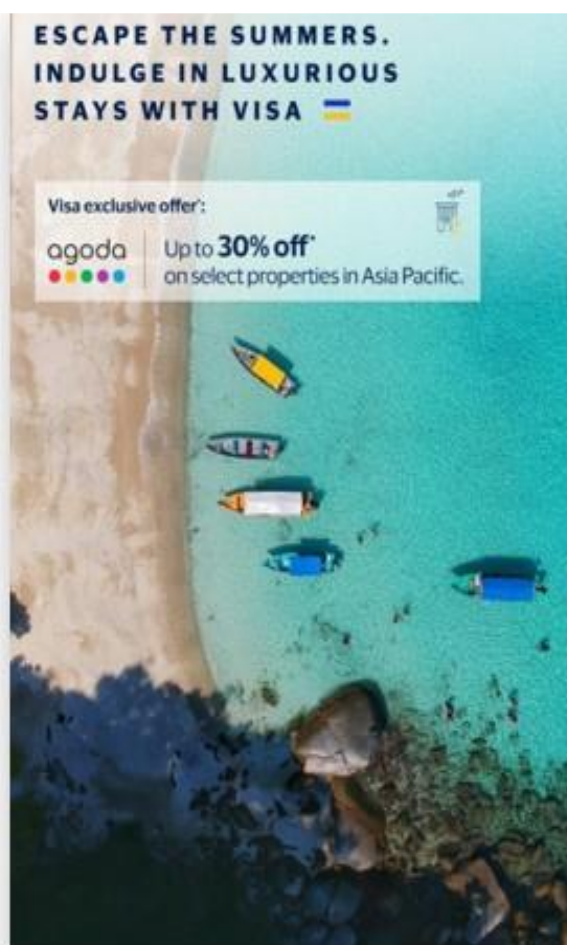 ESCAPE THE SUMMERS.
INDULGE IN LUXURIOUS
STAYS WITH VISA
Visa exclusive offer*:
agoda
Up to 30% off*
on select properties in Asia Pacific.